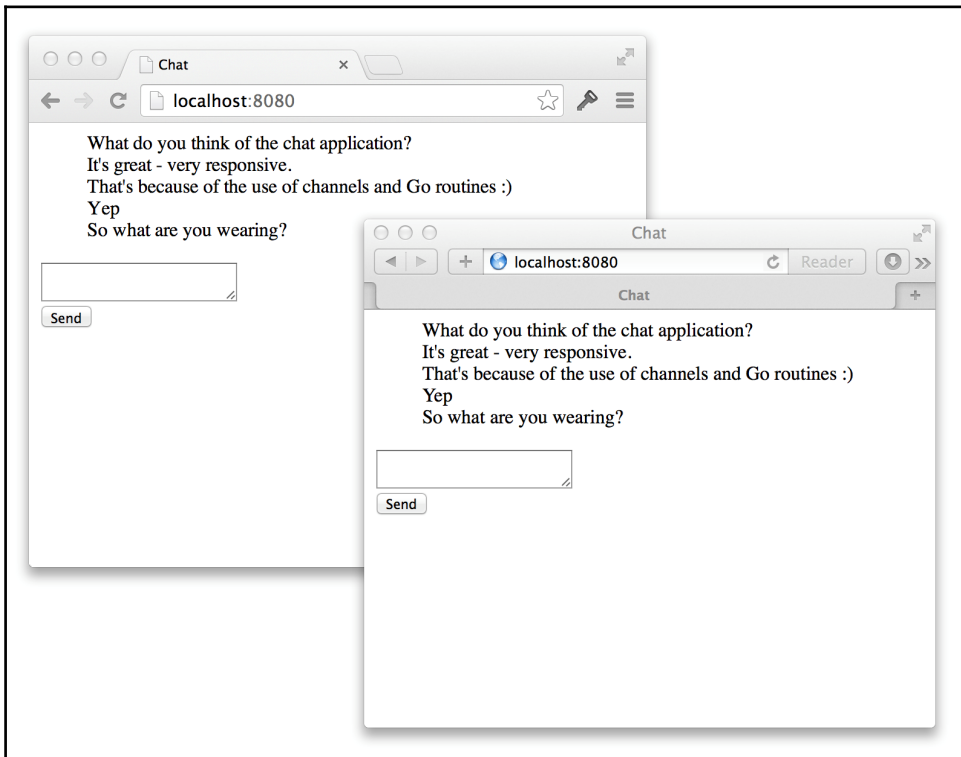 Chat
localhost:8080
What do you think of the chat application?
It's great - very responsive.
That's because of the use of channels and Go routines :)
Yep
So what are you wearing?
Send
Chat
localhost:8080
Reader
Chat
What do you think of the chat application?
It's great - very responsive.
That's because of the use of channels and Go routines :)
Yep
So what are you wearing?
Send